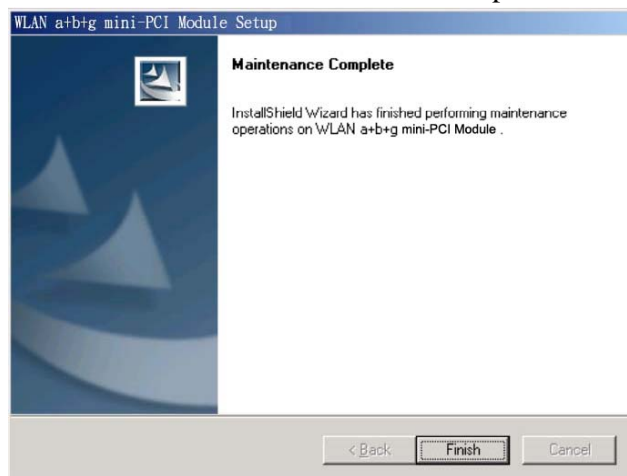 WLAN a+b+g mini-PCI Module Setup
Maintenance Complete
InstallShield Wizard has finished performing maintenance
operations on WLAN a+b+g mini-PCI Module .
< Back
Finish
Cancel